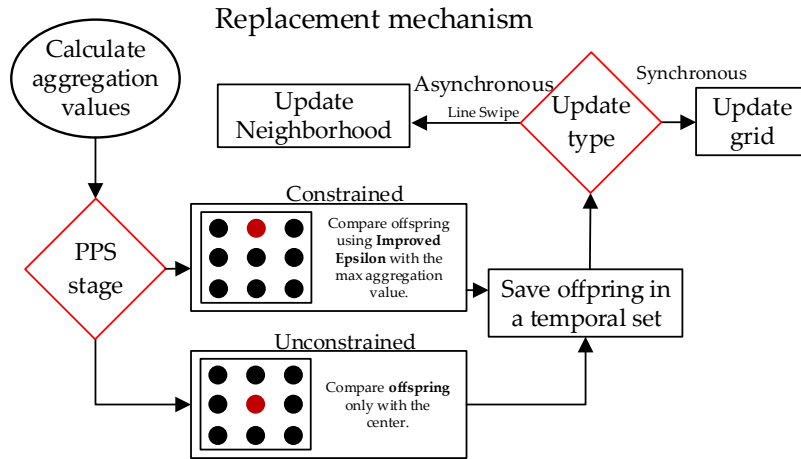 Replacement mechanism
Calculate
aggregation
values
PPS
stage
Constrained
Compare offspring
using Improved
Epsilon with the
max aggregation
value.
Unconstrained
Compare offspring
only with the
center.
Save offpring in
a temporal set
Update
type
Asynchronous
Line Swipe
Update
Neighborhood
Synchronous
Update
grid